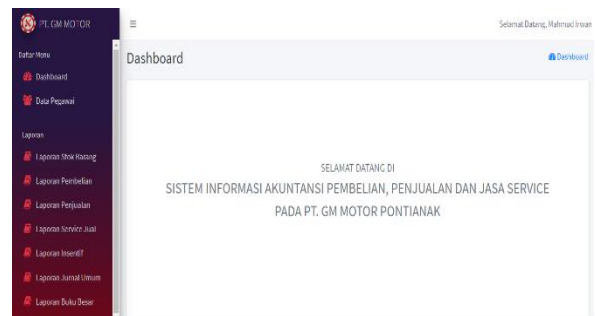 PT. GM MOTOR
Selamat Datang, Mahmud Irwan
Daftar Menu
Dashboard
Data Pegawai
Laporan
Laporan Stok Barang
Laporan Pembelian
Laporan Penjualan
Laporan Service Jual
Laporan Insentif
Laporan Jurnal Umum
Laporan Buku Besar
Dashboard
Dashboard
SELAMAT DATANG DI
SISTEM INFORMASI AKUNTANSI PEMBELIAN, PENJUALAN DAN JASA SERVICE
PADA PT. GM MOTOR PONTIANAK